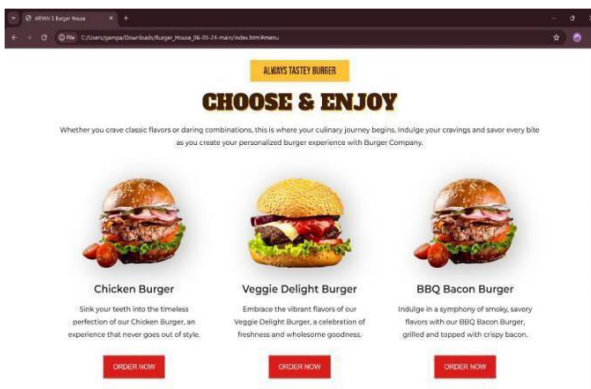 ARYAN'S Burger House
File
C:/Users/gampa/Downloads/Burger_House_06-09-24-main/index.html#menu
ALWAYS TASTEY BURGER
CHOOSE & ENJOY
Whether you crave classic flavors or daring combinations, this is where your culinary journey begins. Indulge your cravings and savor every bite
as you create your personalized burger experience with Burger Company.
Chicken Burger
Veggie Delight Burger
BBQ Bacon Burger
Sink your teeth into the timeless
perfection of our Chicken Burger, an
experience that never goes out of style.
Embrace the vibrant flavors of our
Veggie Delight Burger, a celebration of
freshness and wholesome goodness.
Indulge in a symphony of smoky, savory
flavors with our BBQ Bacon Burger,
grilled and topped with crispy bacon.
ORDER NOW
ORDER NOW
ORDER NOW